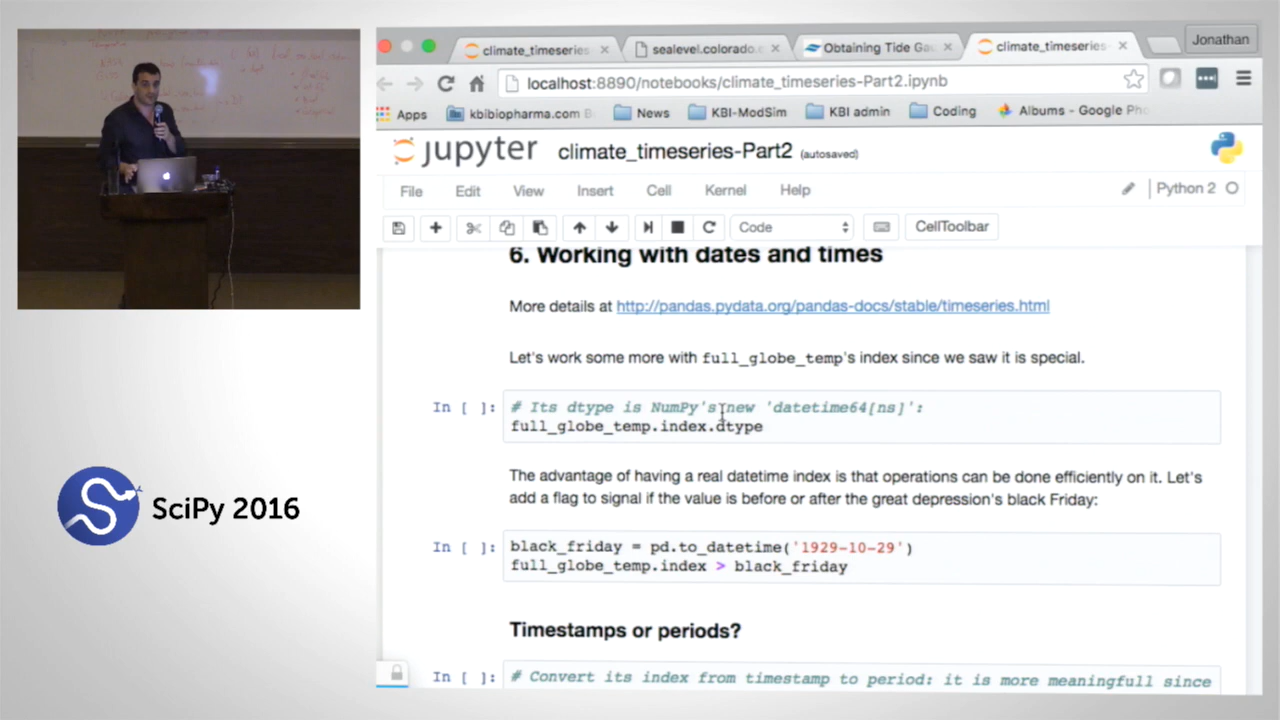 climate_timeseries-
sealevel.colorado.e
Obtaining Tide Gau
climate_timeseries-
Jonathan
localhost:8890/notebooks/climate_timeseries-Part2.ipynb
Apps
kbibiopharma.com
News
KBI-ModSim
KBI admin
Coding
Albums - Google Pho
jupyter climate_timeseries-Part2 (autosaved)
File Edit View Insert Cell Kernel Help
Python 2
Code
CellToolbar
6. Working with dates and times
More details at http://pandas.pydata.org/pandas-docs/stable/timeseries.html
Let's work some more with full_globe_temp's index since we saw it is special.
In [ ]: # Its dtype is NumPy's new 'datetime64[ns]':
full_globe_temp.index.dtype
The advantage of having a real datetime index is that operations can be done efficiently on it. Let's
add a flag to signal if the value is before or after the great depression's black Friday:
In [ ]: black_friday = pd.to_datetime('1929-10-29')
full_globe_temp.index > black_friday
Timestamps or periods?
In [ ]: # Convert its index from timestamp to period: it is more meaningfull since
SciPy 2016